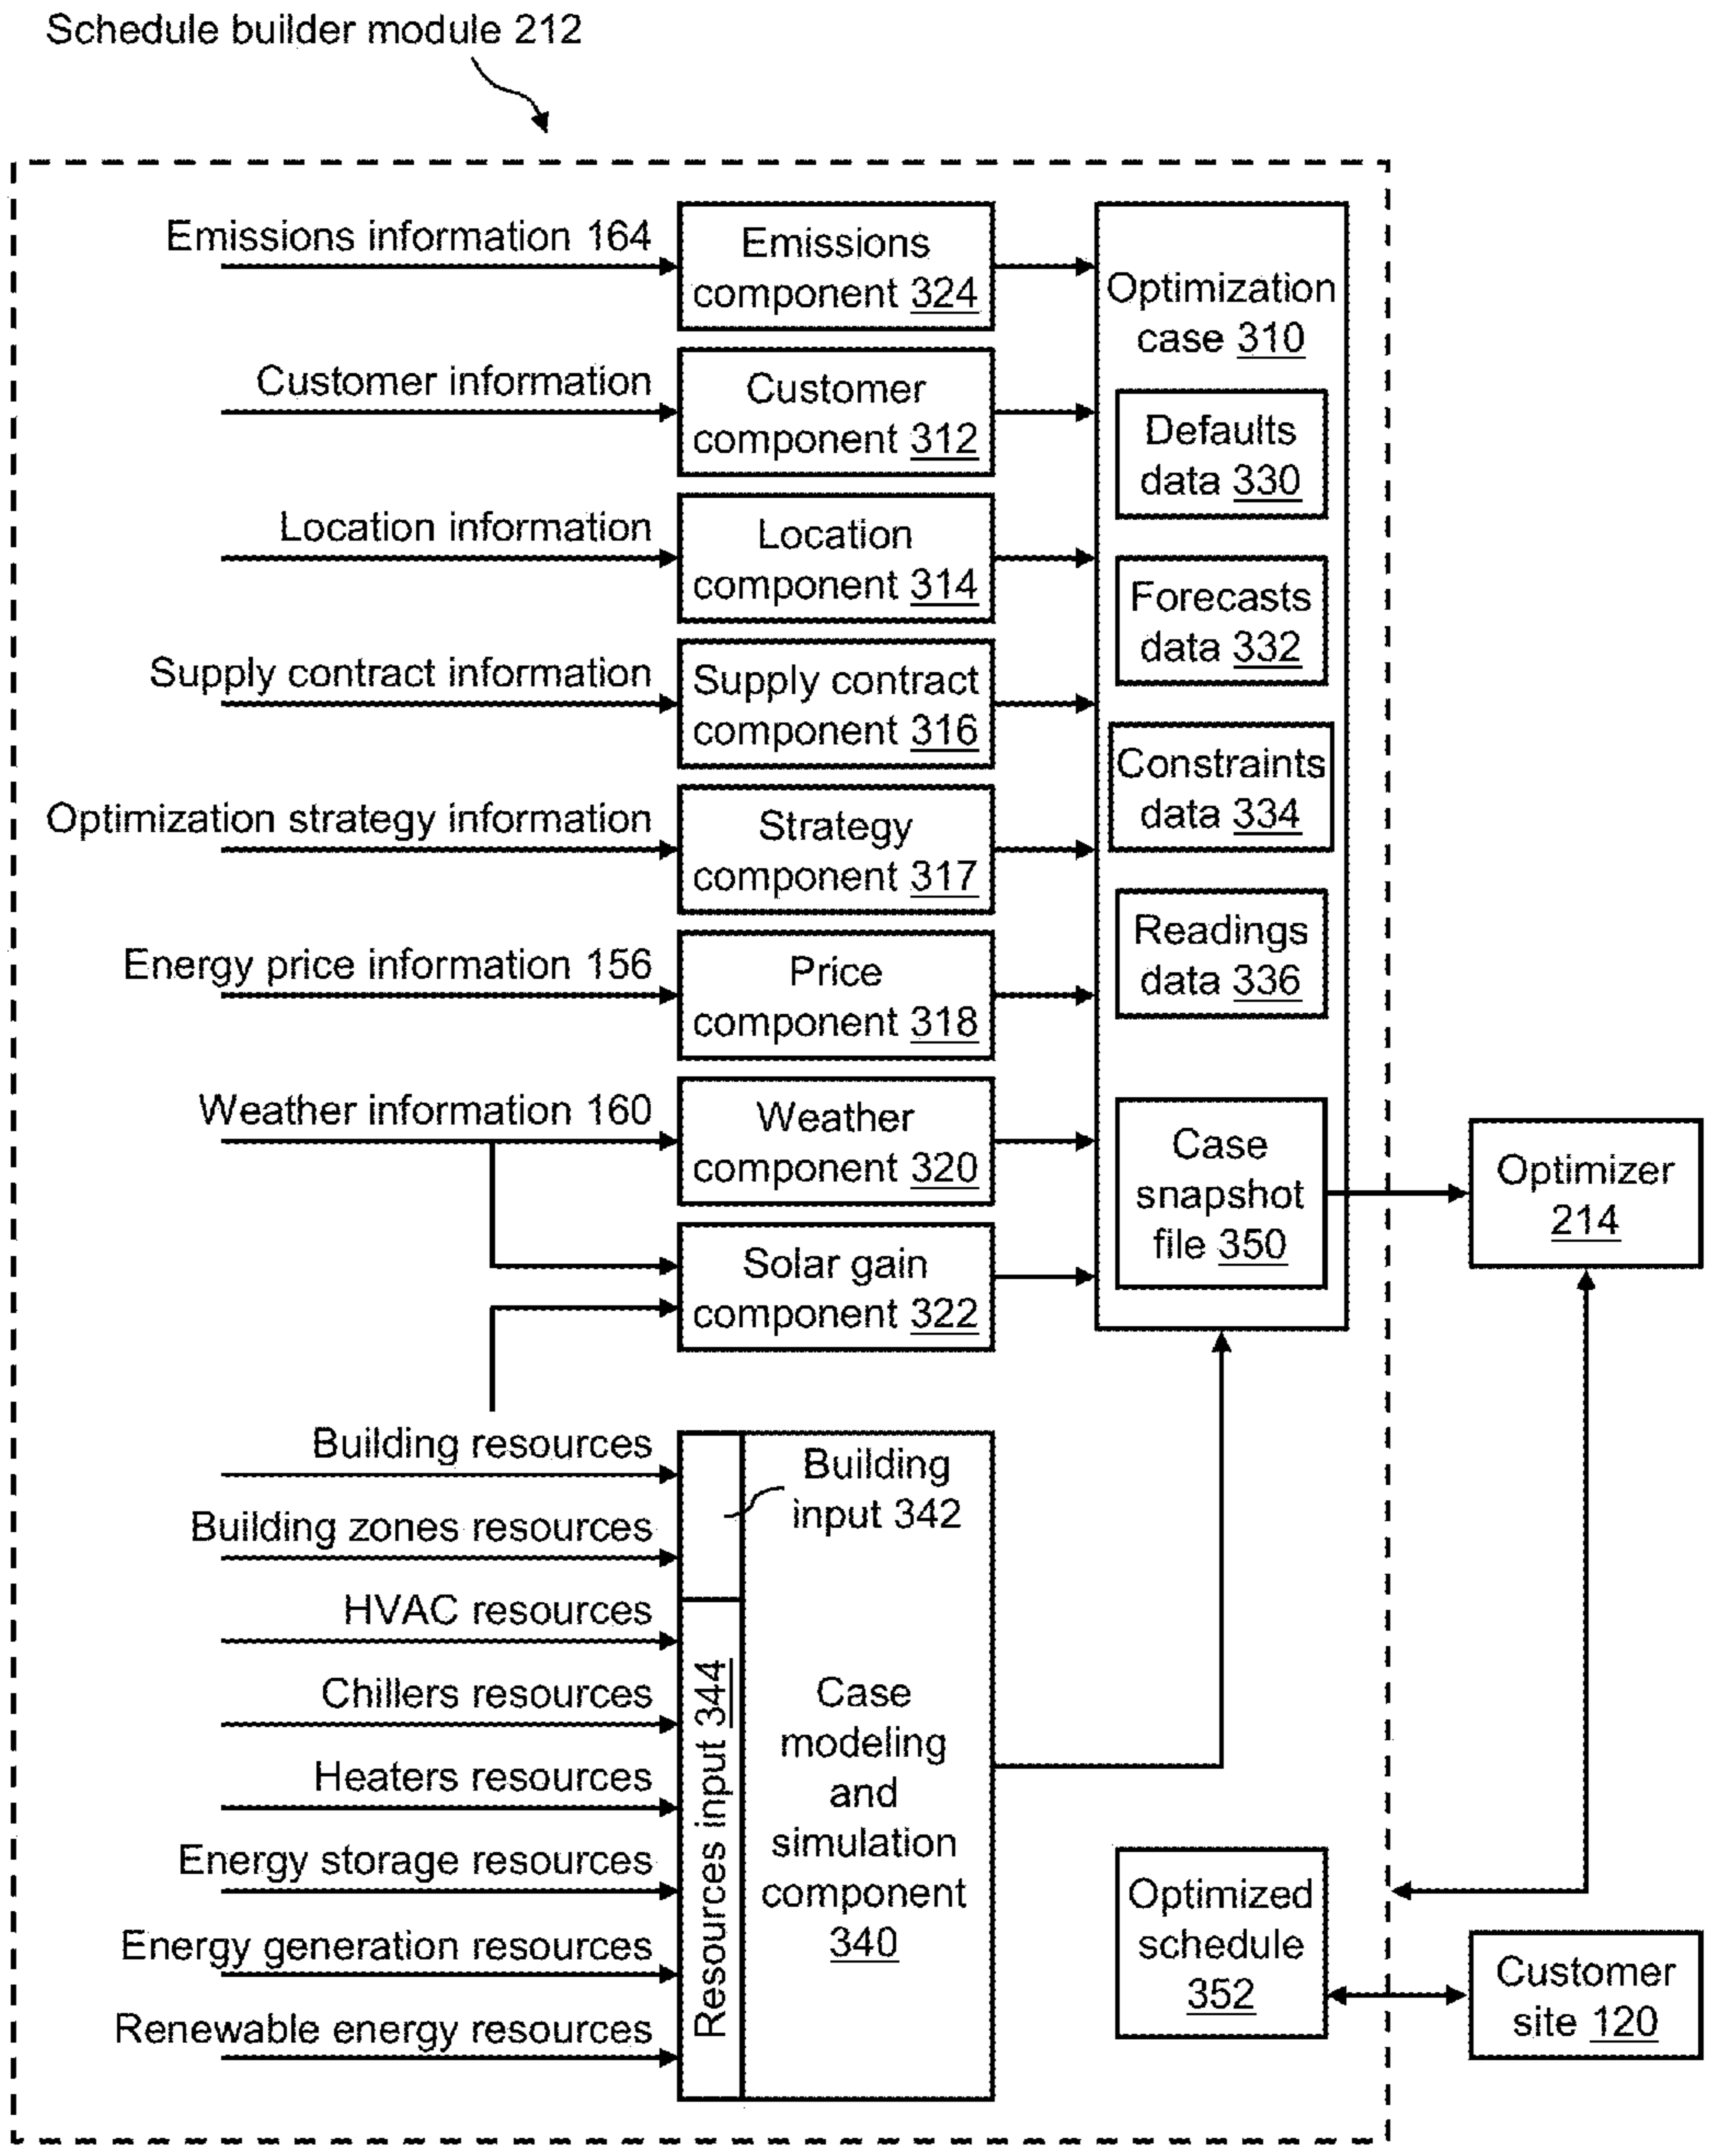 Schedule builder module 212
Emissions information 164
Emissions
component 324
Customer information
Customer
component 312
Location information
Location
component 314
Supply contract information
Supply contract
component 316
Optimization strategy information
Strategy
component 317
Energy price information 156
Price
component 318
Weather information 160
Weather
component 320
Solar gain
component 322
Optimization
case 310
Defaults
data 330
Forecasts
data 332
Constraints
data 334
Readings
data 336
Case
snapshot
file 350
Optimizer
214
Building resources
Building zones resources
HVAC resources
Chillers resources
Heaters resources
Energy storage resources
Energy generation resources
Renewable energy resources
Building
input 342
Resources input 344
Case
modeling
and
simulation
component
340
Optimized
schedule
352
Customer
site 120